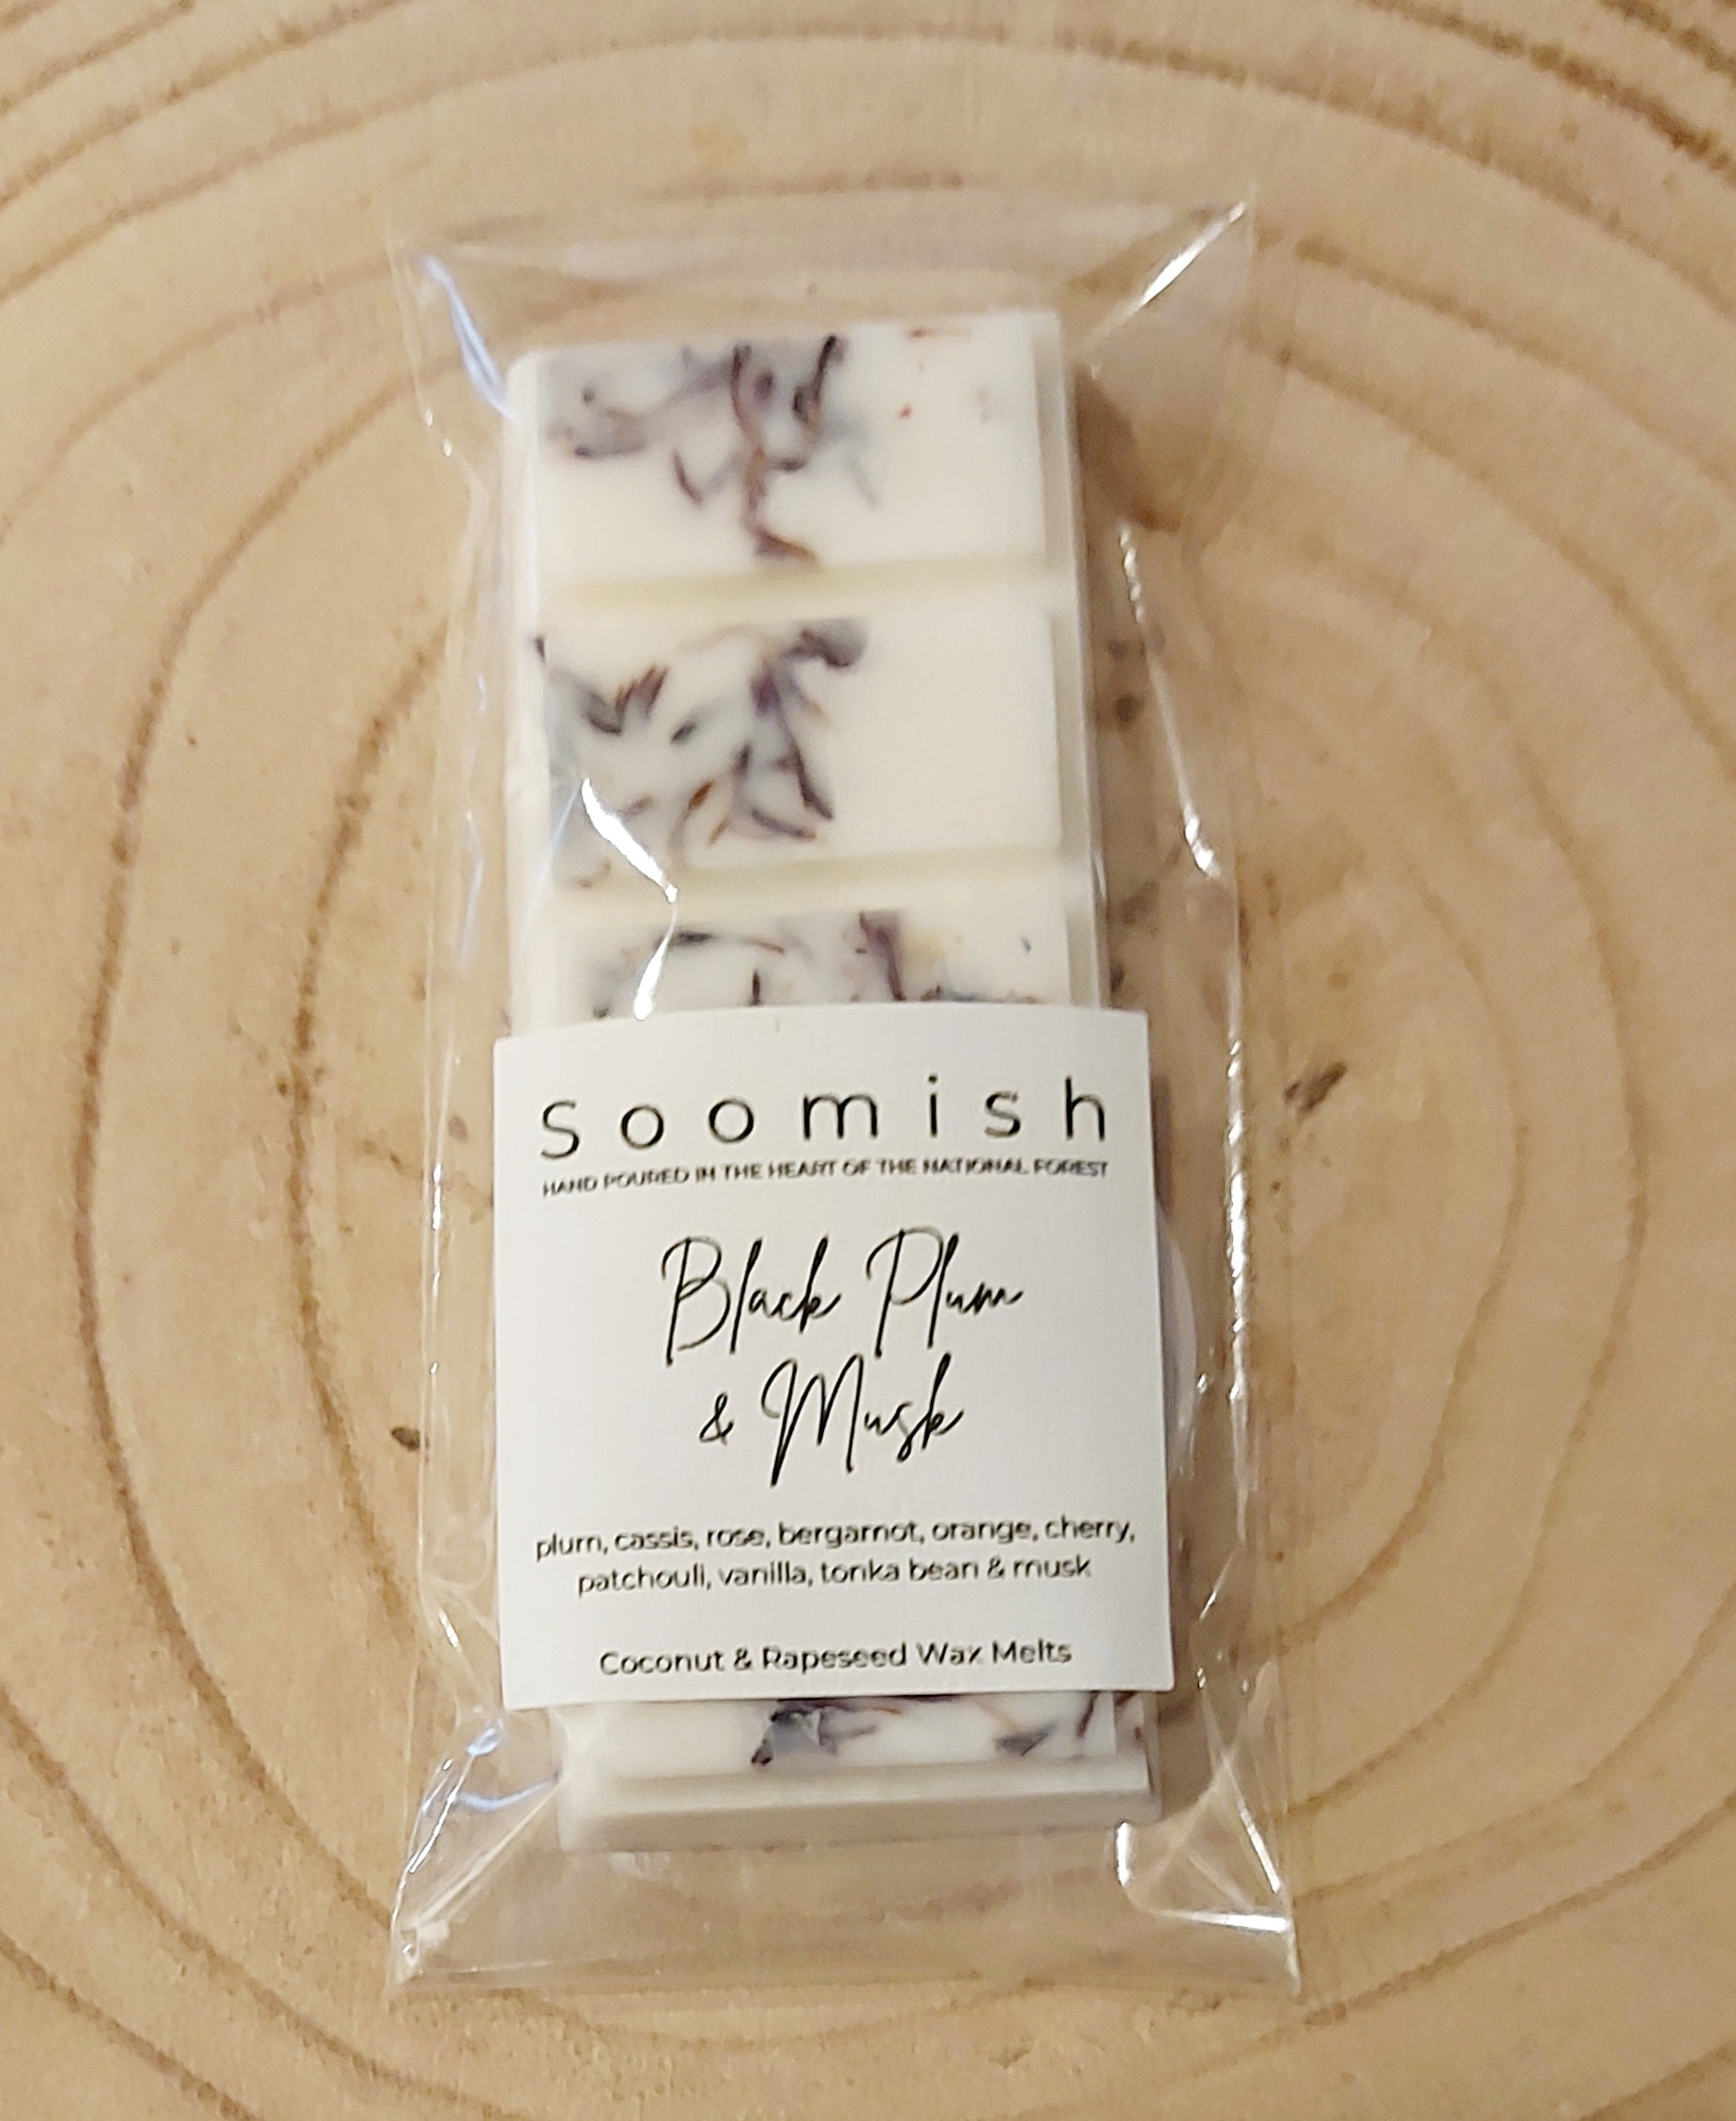 Soomish
HAND POURED IN THE HEART OF THE NATIONAL FOREST
Black Plum
& Musk
plum, cassis, rose, bergamot, orange, cherry,
patchouli, vanilla, tonka bean & musk
Coconut & Rapeseed Wax Melts